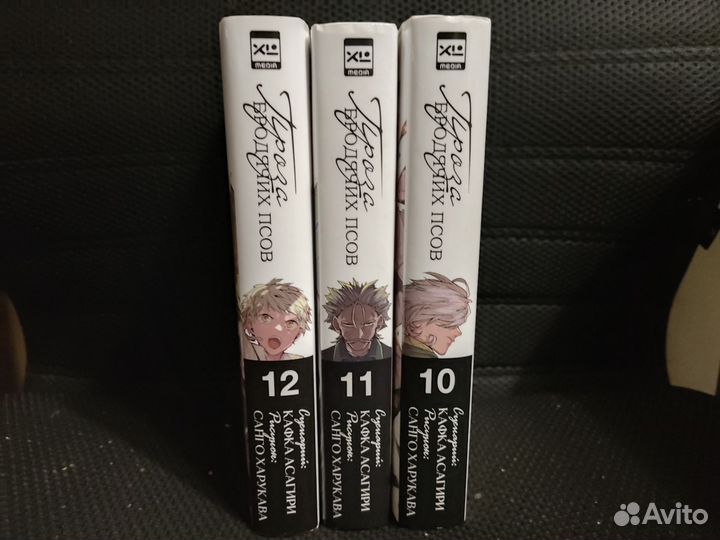 XL
MEDIA
Проза
БРОДЯЧИХ ПСОВ
12
Сценарий:
КАФКА АСАГИРИ
Рисунок:
САНГО ХАРУКАВА
XL
MEDIA
Проза
БРОДЯЧИХ ПСОВ
11
Сценарий:
КАФКА АСАГИРИ
Рисунок:
САНГО ХАРУКАВА
XL
MEDIA
Проза
БРОДЯЧИХ ПСОВ
10
Сценарий:
КАФКА АСАГИРИ
Рисунок:
САНГО ХАРУКАВА
Avito